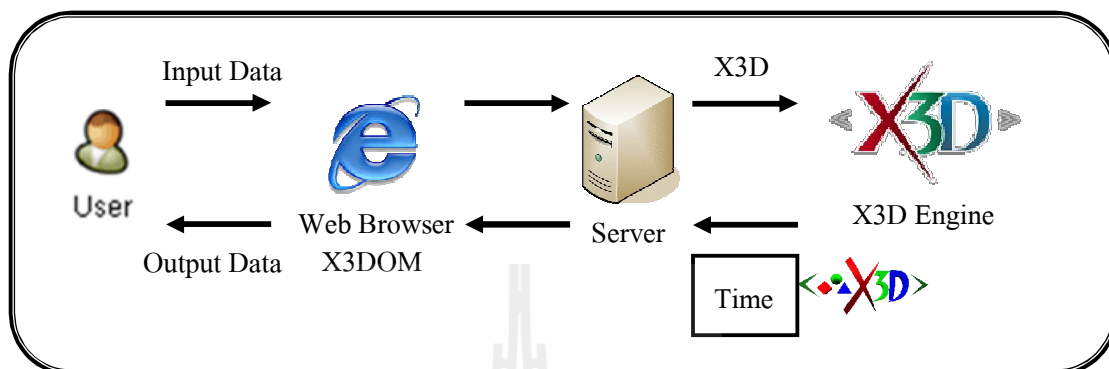 Input Data
X3D
X3D
User
Web Browser
X3DOM
Server
X3D Engine
Output Data
Time
X3D